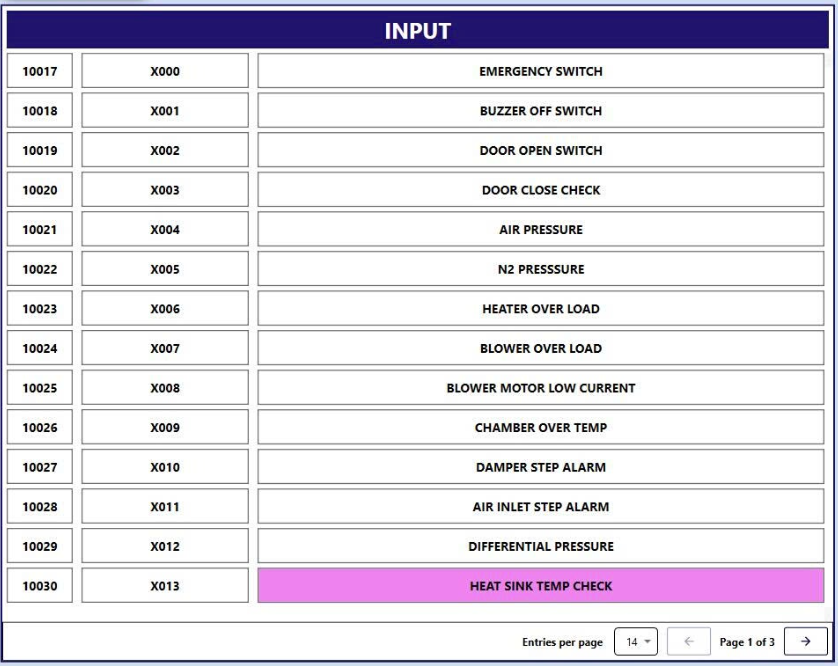 INPUT
10017 X000 EMERGENCY SWITCH
10018 X001 BUZZER OFF SWITCH
10019 X002 DOOR OPEN SWITCH
10020 X003 DOOR CLOSE CHECK
10021 X004 AIR PRESSURE
10022 X005 N2 PRESSSURE
10023 X006 HEATER OVER LOAD
10024 X007 BLOWER OVER LOAD
10025 X008 BLOWER MOTOR LOW CURRENT
10026 X009 CHAMBER OVER TEMP
10027 X010 DAMPER STEP ALARM
10028 X011 AIR INLET STEP ALARM
10029 X012 DIFFERENTIAL PRESSURE
10030 X013 HEAT SINK TEMP CHECK
Entries per page 14 Page 1 of 3